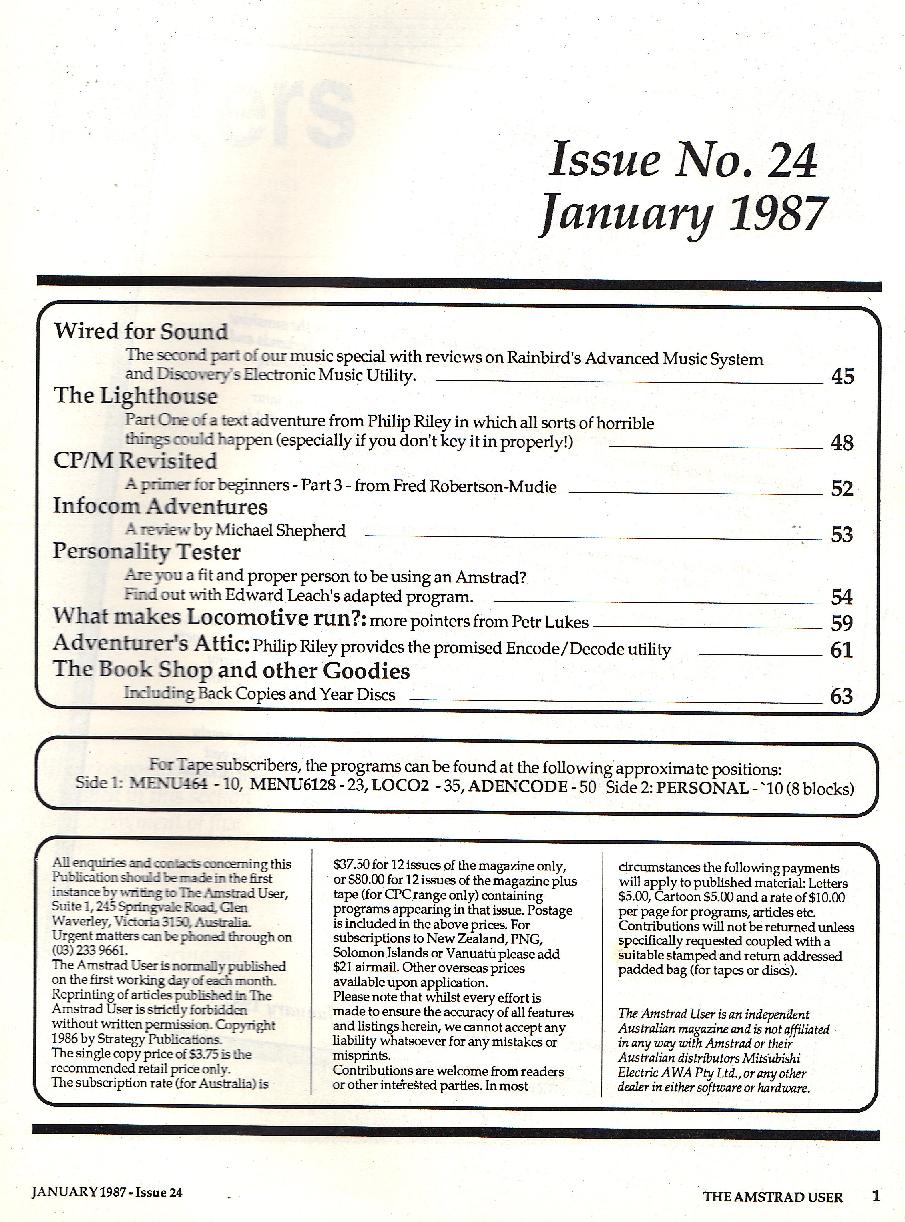 Issue No. 24
January 1987
Wired for Sound
The second part of our music special with reviews on Rainbird's Advanced Music System
and Discovery's Electronic Music Utility. 45
The Lighthouse
Part One of a text adventure from Philip Riley in which all sorts of horrible
things could happen (especially if you don't key it in properly!) 48
CP/M Revisited
A primer for beginners - Part 3 - from Fred Robertson-Mudie 52
Infocom Adventures
A review by Michael Shepherd 53
Personality Tester
Are you a fit and proper person to be using an Amstrad?
Find out with Edward Leach's adapted program. 54
What makes Locomotive run?: more pointers from Petr Lukes 59
Adventurer's Attic: Philip Riley provides the promised Encode/Decode utility 61
The Book Shop and other Goodies
Including Back Copies and Year Discs 63
For Tape subscribers, the programs can be found at the following approximate positions:
Side 1: MENU464 - 10, MENU6128 - 23, LOCO2 - 35, ADENCODE - 50 Side 2: PERSONAL - 10 (8 blocks)
All enquiries and contacts concerning this
Publication should be made in the first
instance by writing to The Amstrad User,
Suite 1, 245 Springvale Road, Glen
Waverley, Victoria 3150, Australia.
Urgent matters can be phoned through on
(03) 233 9661.
The Amstrad User is normally published
on the first working day of each month.
Reprinting of articles published in The
Amstrad User is strictly forbidden
without written permission. Copyright
1986 by Strategy Publications.
The single copy price of $3.75 is the
recommended retail price only.
The subscription rate (for Australia) is
$37.50 for 12 issues of the magazine only,
or $80.00 for 12 issues of the magazine plus
tape (for CPC range only) containing
programs appearing in that issue. Postage
is included in the above prices. For
subscriptions to New Zealand, PNG,
Solomon Islands or Vanuatu please add
$21 airmail. Other overseas prices
available upon application.
Please note that whilst every effort is
made to ensure the accuracy of all features
and listings herein, we cannot accept any
liability whatsoever for any mistakes or
misprints.
Contributions are welcome from readers
or other interested parties. In most
circumstances the following payments
will apply to published material: Letters
$5.00, Cartoon $5.00 and a rate of $10.00
per page for programs, articles etc.
Contributions will not be returned unless
specifically requested coupled with a
suitable stamped and return addressed
padded bag (for tapes or discs).
The Amstrad User is an independent
Australian magazine and is not affiliated
in any way with Amstrad or their
Australian distributors Mitsubishi
Electric AWA Pty Ltd., or any other
dealer in either software or hardware.
JANUARY 1987 - Issue 24
THE AMSTRAD USER 1